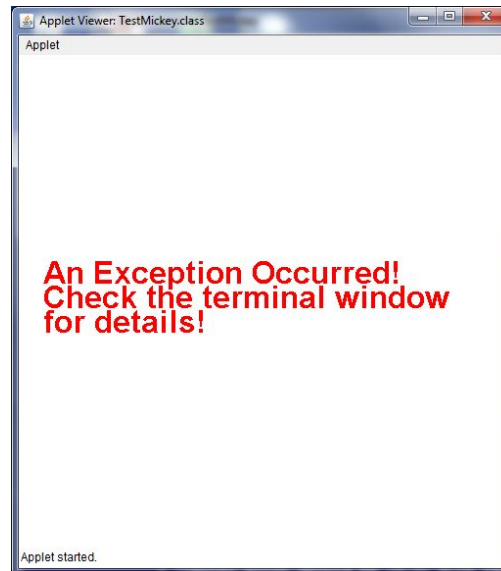 Applet Viewer: TestMickey.class
Applet
An Exception Occurred!
Check the terminal window
for details!
Applet started.